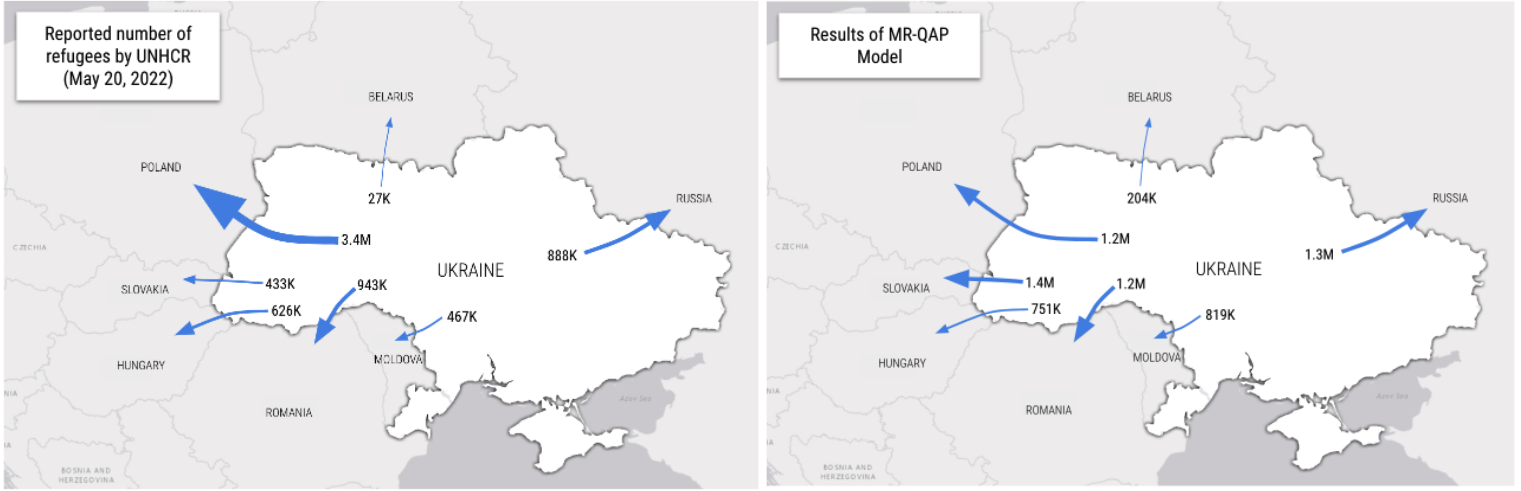 Reported number of
refugees by UNHCR
(May 20, 2022)
BELARUS
POLAND
27K
RUSSIA
3.4M
CZECHIA
888K
UKRAINE
SLOVAKIA
433K
943K
626K
467K
HUNGARY
MOLDOVA
Azov Sea
ROMANIA
NIA
BOSNIA AND
HERZEGOVINA
Results of MR-QAP
Model
BELARUS
POLAND
204K
RUSSIA
1.2M
CZECHIA
1.3M
UKRAINE
SLOVAKIA
1.4M
1.2M
751K
819K
HUNGARY
MOLDOVA
Azov Sea
ROMANIA
NIA
BOSNIA AND
HERZEGOVINA